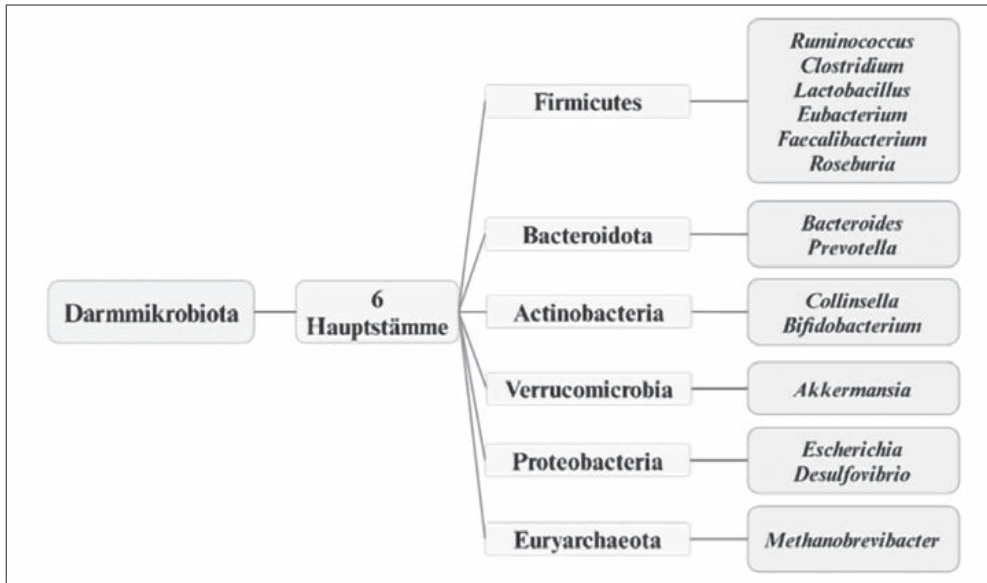 Darmmikrobiota
6
Hauptstämme
Firmicutes
Ruminococcus
Clostridium
Lactobacillus
Eubacterium
Faecalibacterium
Roseburia
Bacteroidota
Bacteroides
Prevotella
Actinobacteria
Collinsella
Bifidobacterium
Verrucomicrobia
Akkermansia
Proteobacteria
Escherichia
Desulfovibrio
Euryarchaeota
Methanobrevibacter